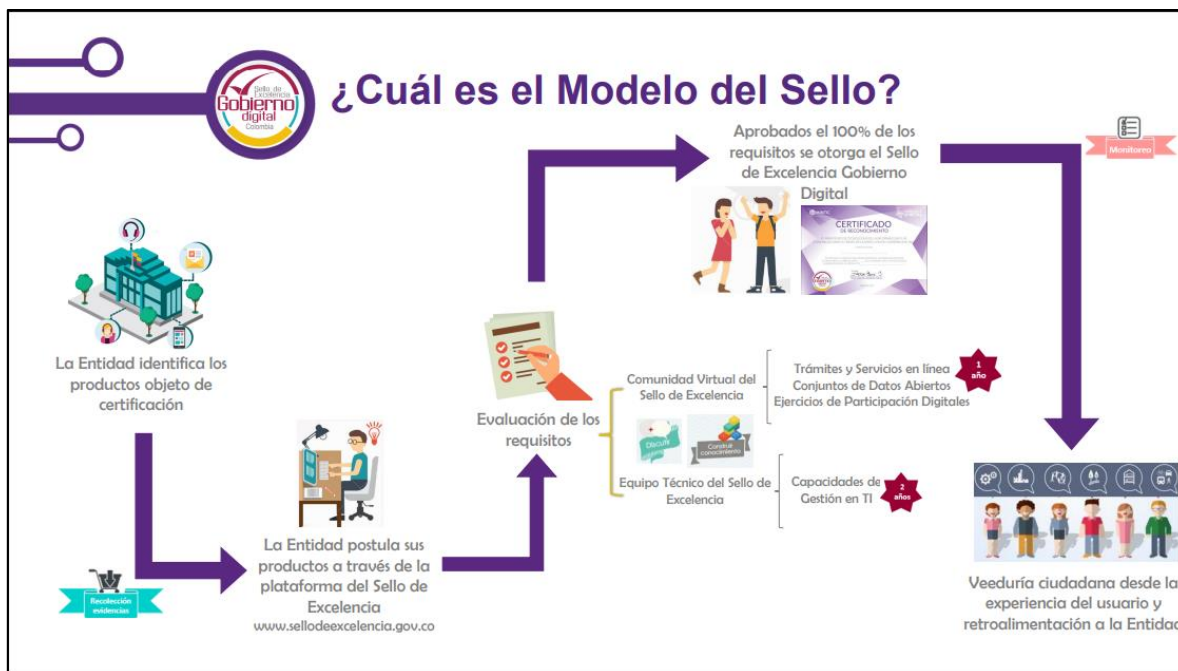 ¿Cuál es el Modelo del Sello?
Sello de
Excelencia
Gobierno
digital
Colombia
La Entidad identifica los
productos objeto de
certificación
Recolección
evidencias
La Entidad postula sus
productos a través de la
plataforma del Sello de
Excelencia
www.sellodeexcelencia.gov.co
Evaluación de los
requisitos
Comunidad Virtual del
Sello de Excelencia
Trámites y Servicios en línea
Conjuntos de Datos Abiertos
Ejercicios de Participación Digitales
1
año
Discute
Construye
conocimiento
Equipo Técnico del Sello de
Excelencia
Capacidades de
Gestión en TI
2
años
Aprobados el 100% de los
requisitos se otorga el Sello
de Excelencia Gobierno
Digital
CERTIFICADO
DE RECONOCIMIENTO
Monitoreo
Veeduría ciudadana desde la
experiencia del usuario y
retroalimentación a la Entidad